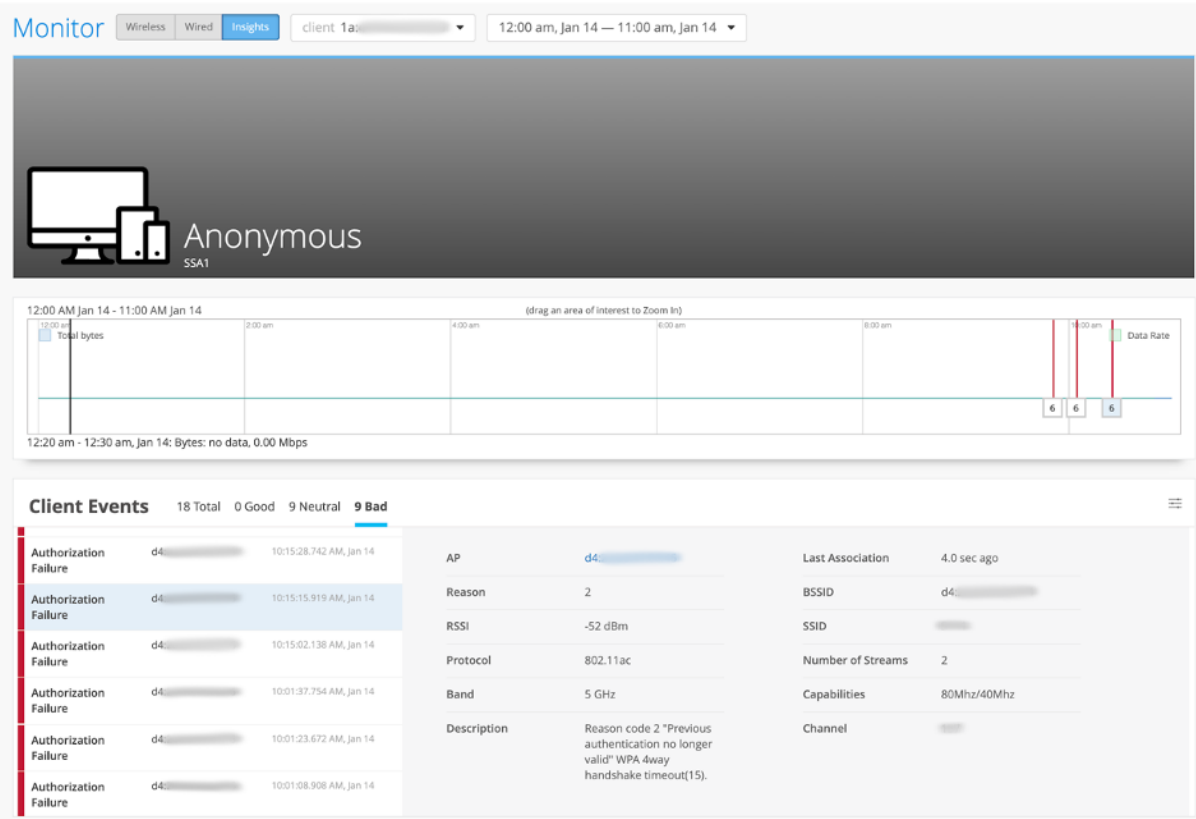 Monitor Wireless Wired Insights client 1a: 12:00 am, Jan 14 — 11:00 am, Jan 14
Anonymous
SSA1
12:00 AM Jan 14 - 11:00 AM Jan 14 (drag an area of interest to Zoom In)
12:00 am 2:00 am 4:00 am 6:00 am 8:00 am 10:00 am
Total bytes Data Rate
6 6 6
12:20 am - 12:30 am, Jan 14: Bytes: no data, 0.00 Mbps
Client Events 18 Total 0 Good 9 Neutral 9 Bad
Authorization Failure d4: 10:15:28.742 AM, Jan 14
Authorization Failure d4: 10:15:15.919 AM, Jan 14
Authorization Failure d4: 10:15:02.138 AM, Jan 14
Authorization Failure d4: 10:01:37.754 AM, Jan 14
Authorization Failure d4: 10:01:23.672 AM, Jan 14
Authorization Failure d4: 10:01:08.908 AM, Jan 14
AP d4:
Reason 2
RSSI -52 dBm
Protocol 802.11ac
Band 5 GHz
Description Reason code 2 "Previous
authentication no longer
valid" WPA 4way
handshake timeout(15).
Last Association 4.0 sec ago
BSSID d4:
SSID
Number of Streams 2
Capabilities 80Mhz/40Mhz
Channel